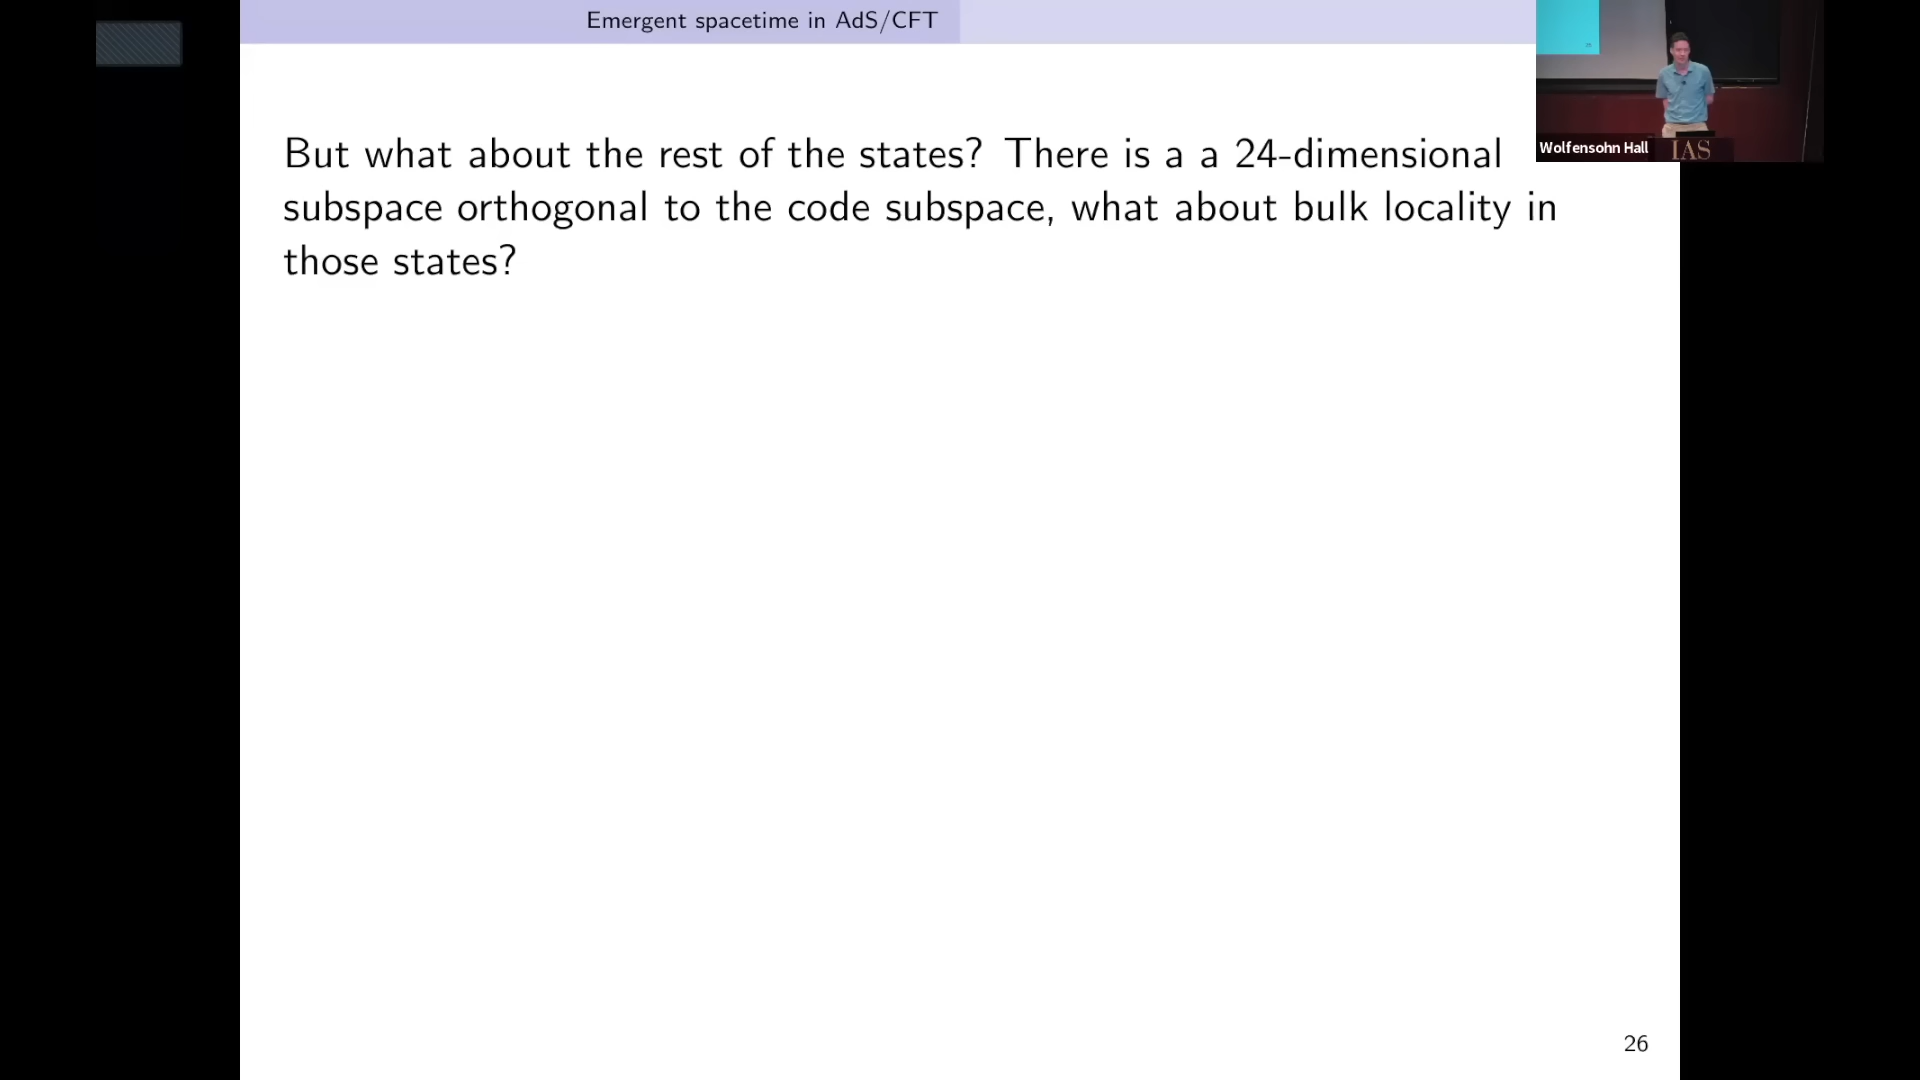 Emergent spacetime in AdS/CFT
But what about the rest of the states? There is a a 24-dimensional
subspace orthogonal to the code subspace, what about bulk locality in
those states?
Wolfensohn Hall
IAS
26